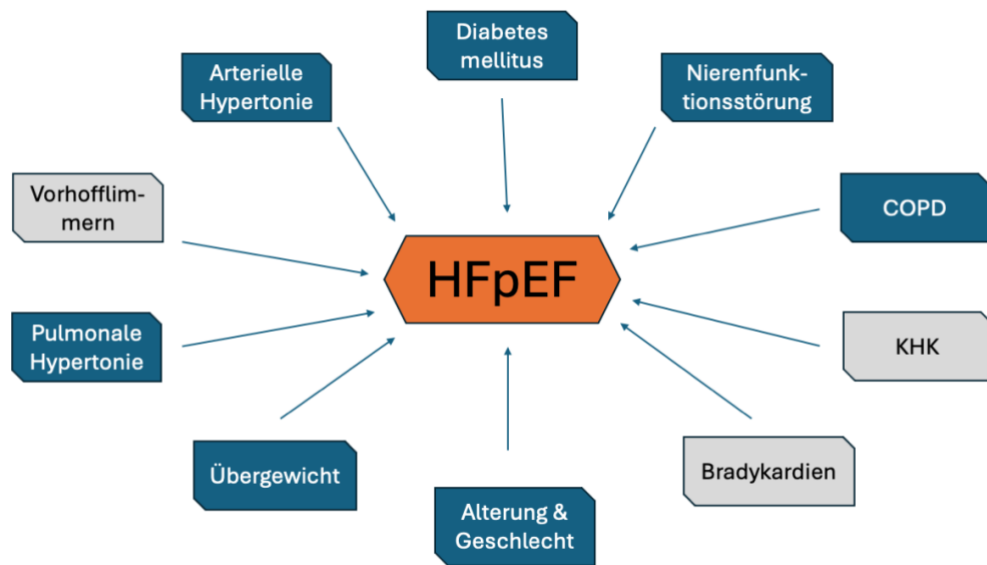 Diabetes
mellitus
Arterielle
Hypertonie
Nierenfunk-
tionsstörung
Vorhofflim-
mern
COPD
HFpEF
Pulmonale
Hypertonie
KHK
Übergewicht
Bradykardien
Alterung &
Geschlecht